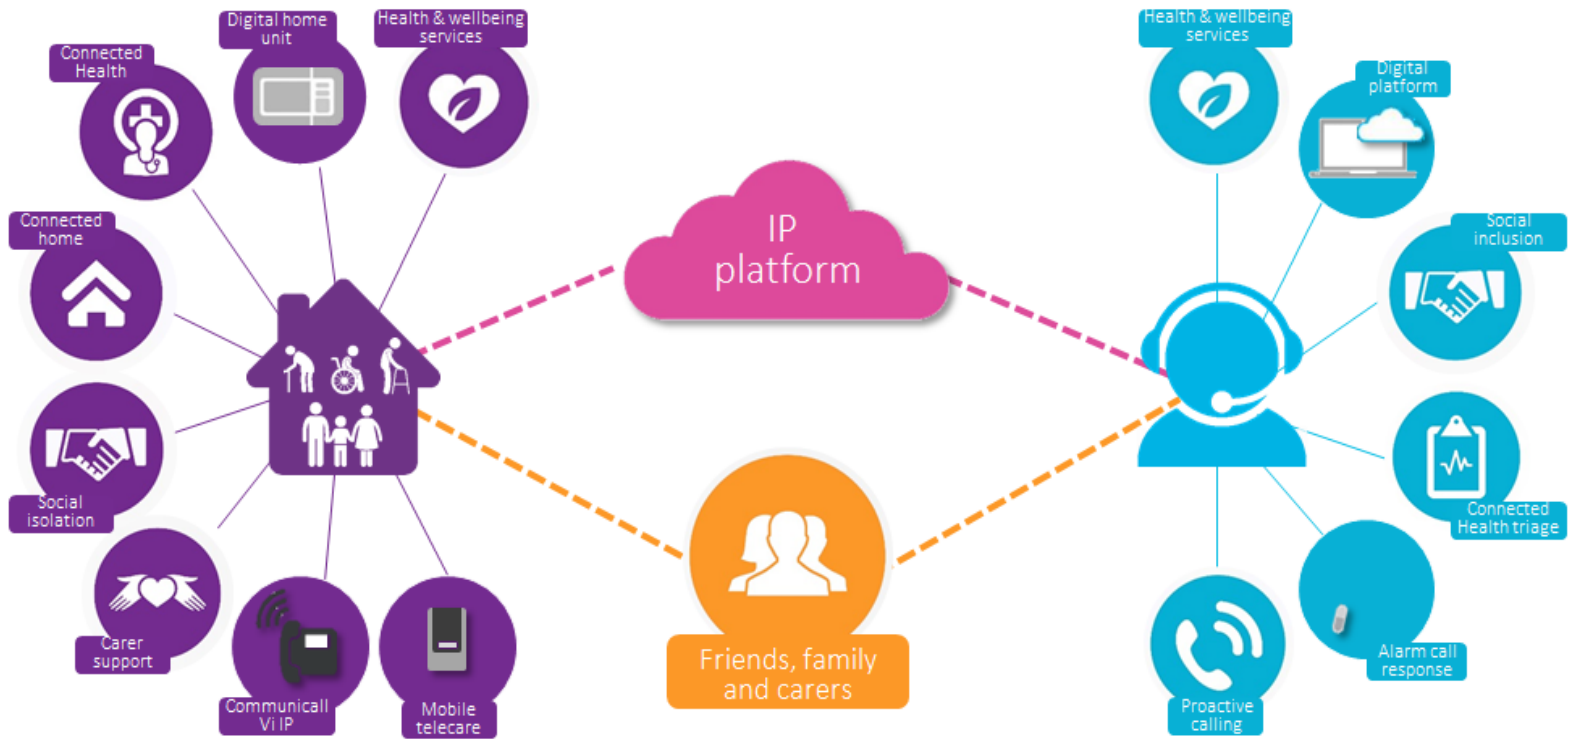 Digital home
unit
Health & wellbeing
services
Connected
Health
Connected
home
Social
isolation
Carer
support
Communicall
Vi IP
Mobile
telecare
IP
platform
Friends, family
and carers
Health & wellbeing
services
Digital
platform
Social
inclusion
Connected
Health triage
Alarm call
response
Proactive
calling